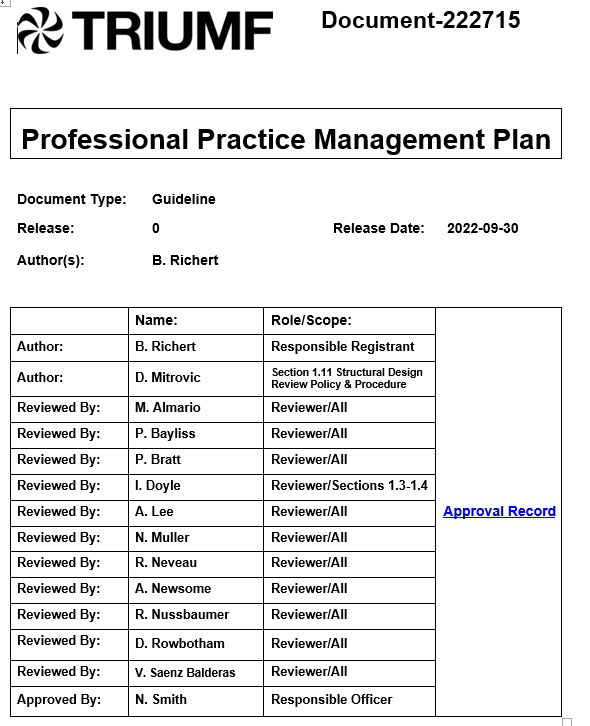 TRIUMF Document-222715
Professional Practice Management Plan
Document Type: Guideline
Release: 0 Release Date: 2022-09-30
Author(s): B. Richert
Name: Role/Scope:
Author: B. Richert Responsible Registrant
Author: D. Mitrovic Section 1.11 Structural Design
Review Policy & Procedure
Reviewed By: M. Almario Reviewer/All
Reviewed By: P. Bayliss Reviewer/All
Reviewed By: P. Bratt Reviewer/All
Reviewed By: I. Doyle Reviewer/Sections 1.3-1.4
Reviewed By: A. Lee Reviewer/All Approval Record
Reviewed By: N. Muller Reviewer/All
Reviewed By: R. Neveau Reviewer/All
Reviewed By: A. Newsome Reviewer/All
Reviewed By: R. Nussbaumer Reviewer/All
Reviewed By: D. Rowbotham Reviewer/All
Reviewed By: V. Saenz Balderas Reviewer/All
Approved By: N. Smith Responsible Officer